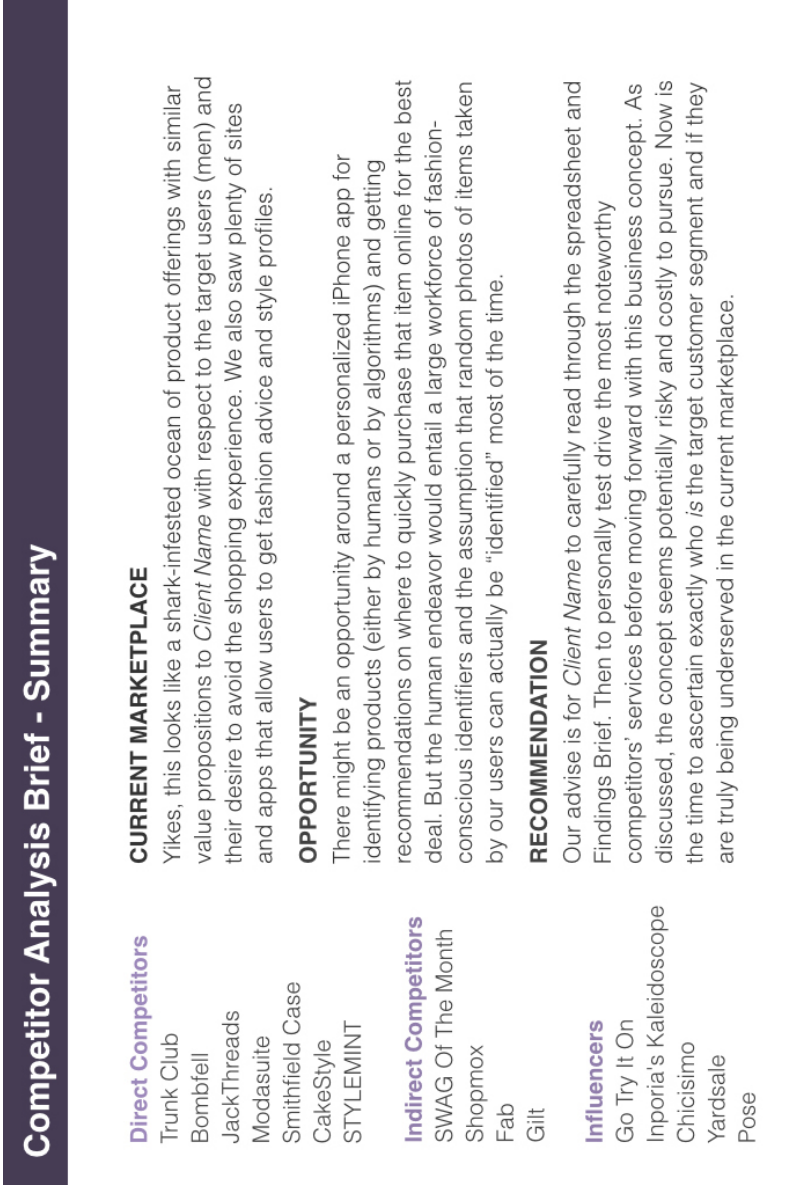 Competitor Analysis Brief - Summary
Direct Competitors
Trunk Club
Bombfell
JackThreads
Modasuite
Smithfield Case
CakeStyle
STYLEMINT
Indirect Competitors
SWAG Of The Month
Shopmox
Fab
Gilt
Influencers
Go Try It On
Inporia's Kaleidoscope
Chicisimo
Yardsale
Pose
CURRENT MARKETPLACE
Yikes, this looks like a shark-infested ocean of product offerings with similar
value propositions to Client Name with respect to the target users (men) and
their desire to avoid the shopping experience. We also saw plenty of sites
and apps that allow users to get fashion advice and style profiles.
OPPORTUNITY
There might be an opportunity around a personalized iPhone app for
identifying products (either by humans or by algorithms) and getting
recommendations on where to quickly purchase that item online for the best
deal. But the human endeavor would entail a large workforce of fashion-
conscious identifiers and the assumption that random photos of items taken
by our users can actually be “identified” most of the time.
RECOMMENDATION
Our advise is for Client Name to carefully read through the spreadsheet and
Findings Brief. Then to personally test drive the most noteworthy
competitors’ services before moving forward with this business concept. As
discussed, the concept seems potentially risky and costly to pursue. Now is
the time to ascertain exactly who is the target customer segment and if they
are truly being underserved in the current marketplace.